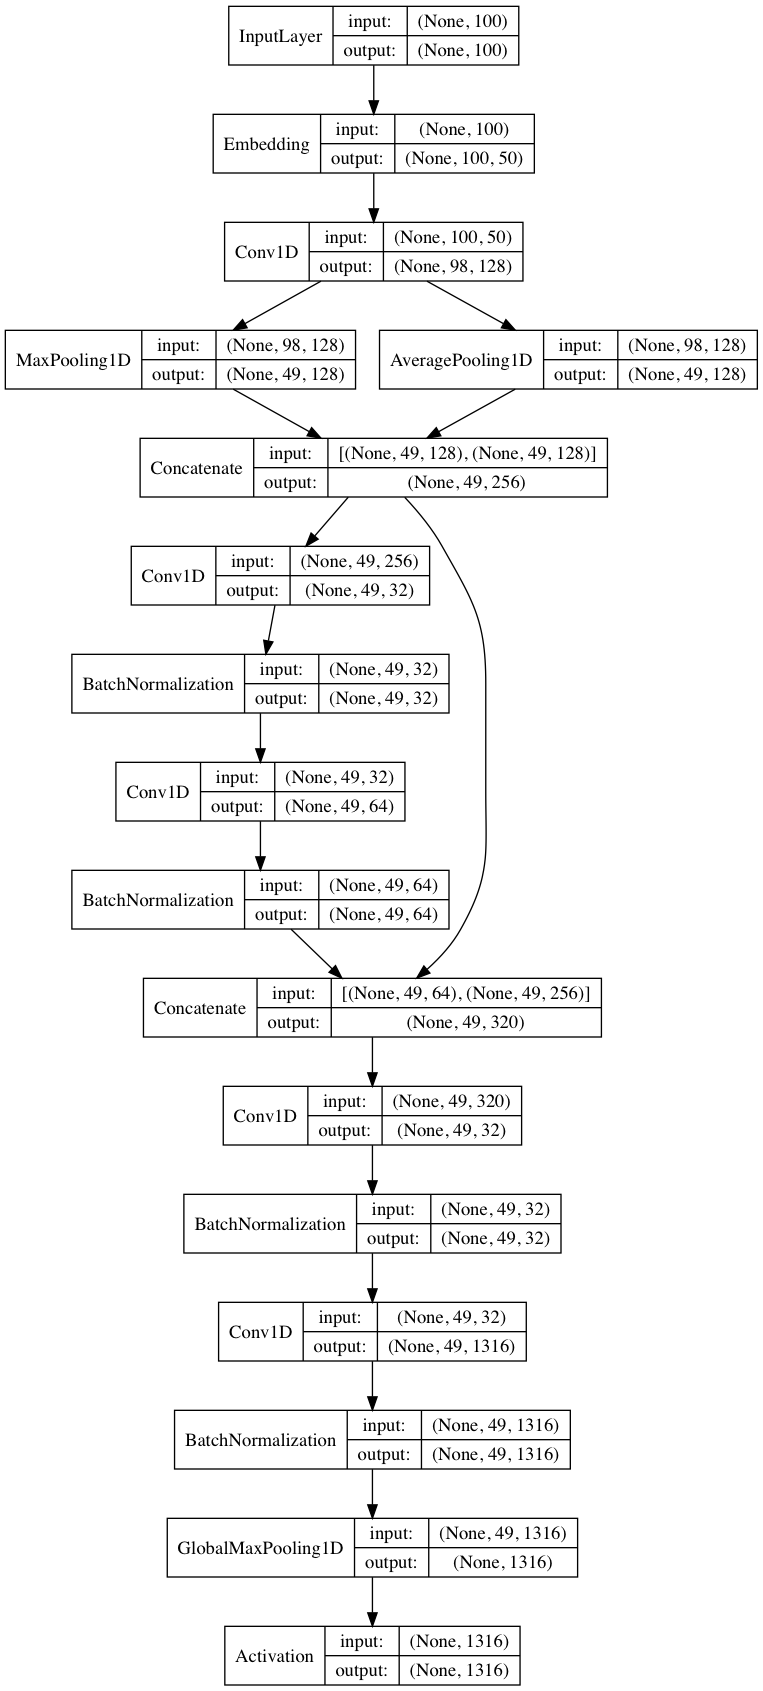 InputLayer
input: (None, 100)
output: (None, 100)
Embedding
input: (None, 100)
output: (None, 100, 50)
Conv1D
input: (None, 100, 50)
output: (None, 98, 128)
MaxPooling1D
input: (None, 98, 128)
output: (None, 49, 128)
AveragePooling1D
input: (None, 98, 128)
output: (None, 49, 128)
Concatenate
input: [(None, 49, 128), (None, 49, 128)]
output: (None, 49, 256)
Conv1D
input: (None, 49, 256)
output: (None, 49, 32)
BatchNormalization
input: (None, 49, 32)
output: (None, 49, 32)
Conv1D
input: (None, 49, 32)
output: (None, 49, 64)
BatchNormalization
input: (None, 49, 64)
output: (None, 49, 64)
Concatenate
input: [(None, 49, 64), (None, 49, 256)]
output: (None, 49, 320)
Conv1D
input: (None, 49, 320)
output: (None, 49, 32)
BatchNormalization
input: (None, 49, 32)
output: (None, 49, 32)
Conv1D
input: (None, 49, 32)
output: (None, 49, 1316)
BatchNormalization
input: (None, 49, 1316)
output: (None, 49, 1316)
GlobalMaxPooling1D
input: (None, 49, 1316)
output: (None, 1316)
Activation
input: (None, 1316)
output: (None, 1316)